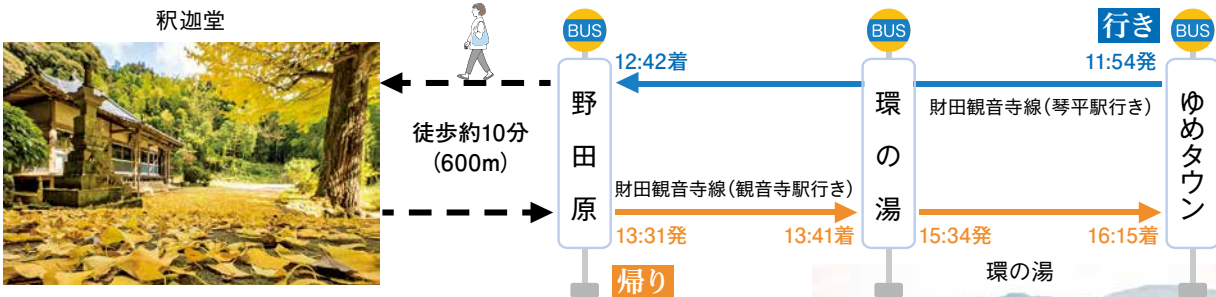 釈迦堂
徒歩約10分
(600m)
BUS
野田原
12:42着
財田観音寺線(観音寺駅行き)
13:31発
13:41着
帰り
BUS
環の湯
行き
11:54発
財田観音寺線(琴平駅行き)
15:34発
16:15着
環の湯
BUS
ゆめタウン